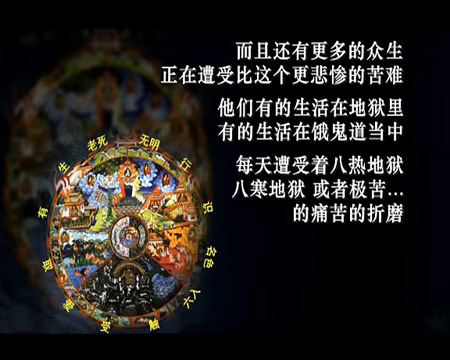 而且还有更多的众生
正在遭受比这个更悲惨的苦难
他们有的生活在地狱里
有的生活在饿鬼道当中
每天遭受着八热地狱
八寒地狱 或者极苦...
的痛苦的折磨
无明
行
识
名色
六入
触
有
生
老死